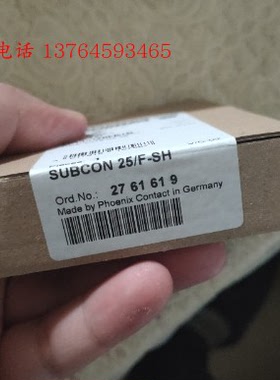 电话 13764593465
SUBCON 25/F-SH
Ord.No.: 27 61 61 9
Made by Phoenix Contact in Germany